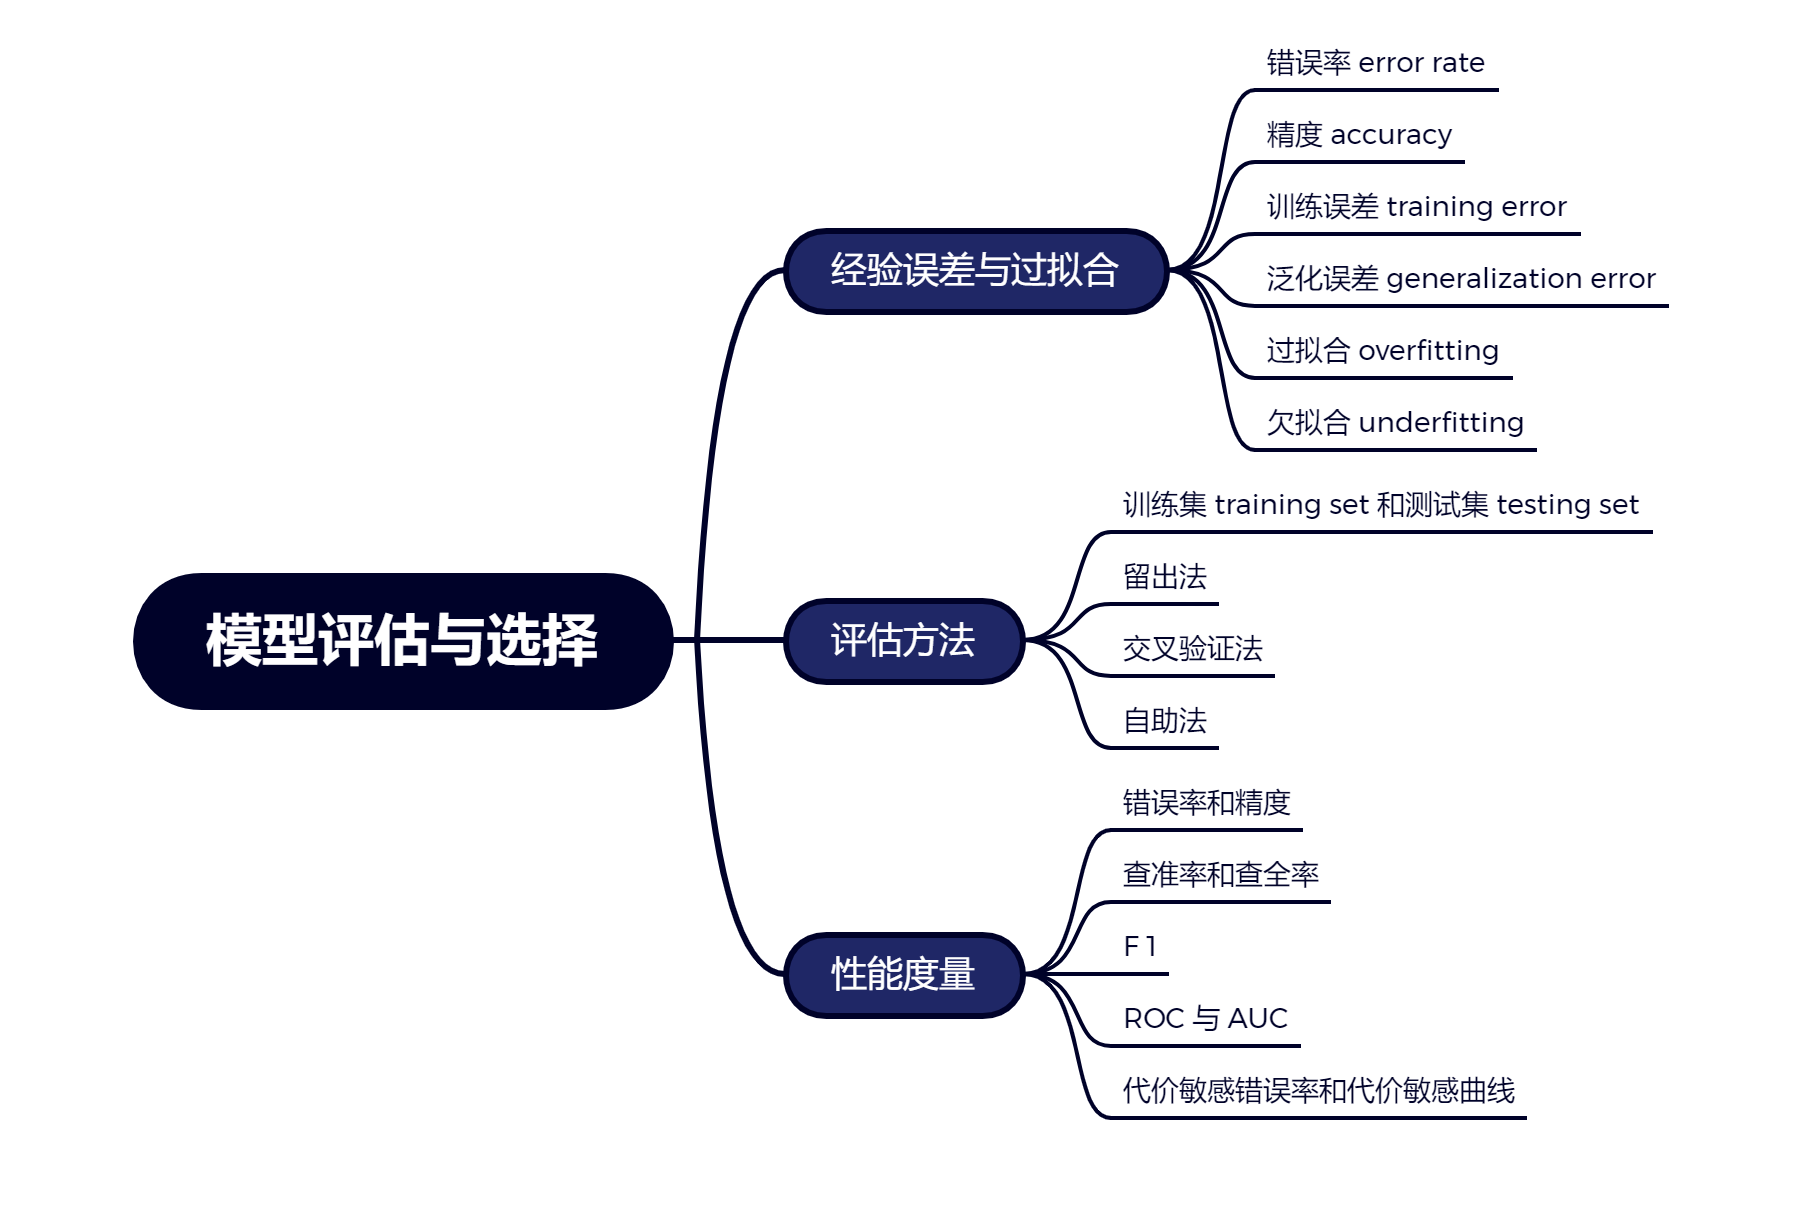 模型评估与选择
经验误差与过拟合
错误率 error rate
精度 accuracy
训练误差 training error
泛化误差 generalization error
过拟合 overfitting
欠拟合 underfitting
评估方法
训练集 training set 和测试集 testing set
留出法
交叉验证法
自助法
性能度量
错误率和精度
查准率和查全率
F 1
ROC 与 AUC
代价敏感错误率和代价敏感曲线